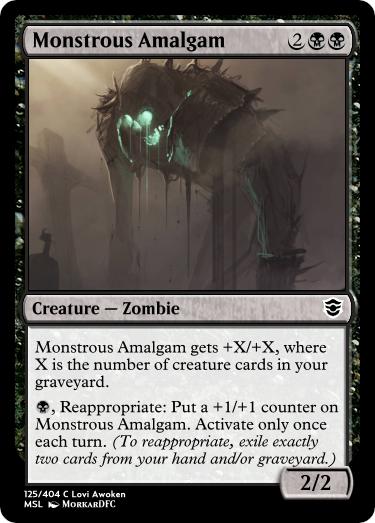 Monstrous Amalgam 2
Creature — Zombie
Monstrous Amalgam gets +X/+X, where
X is the number of creature cards in your
graveyard.
, Reappropriate: Put a +1/+1 counter on
Monstrous Amalgam. Activate only once
each turn. (To reappropriate, exile exactly
two cards from your hand and/or graveyard.)
2/2
125/404 C Lovi Awoken
MSL MorkarDFC